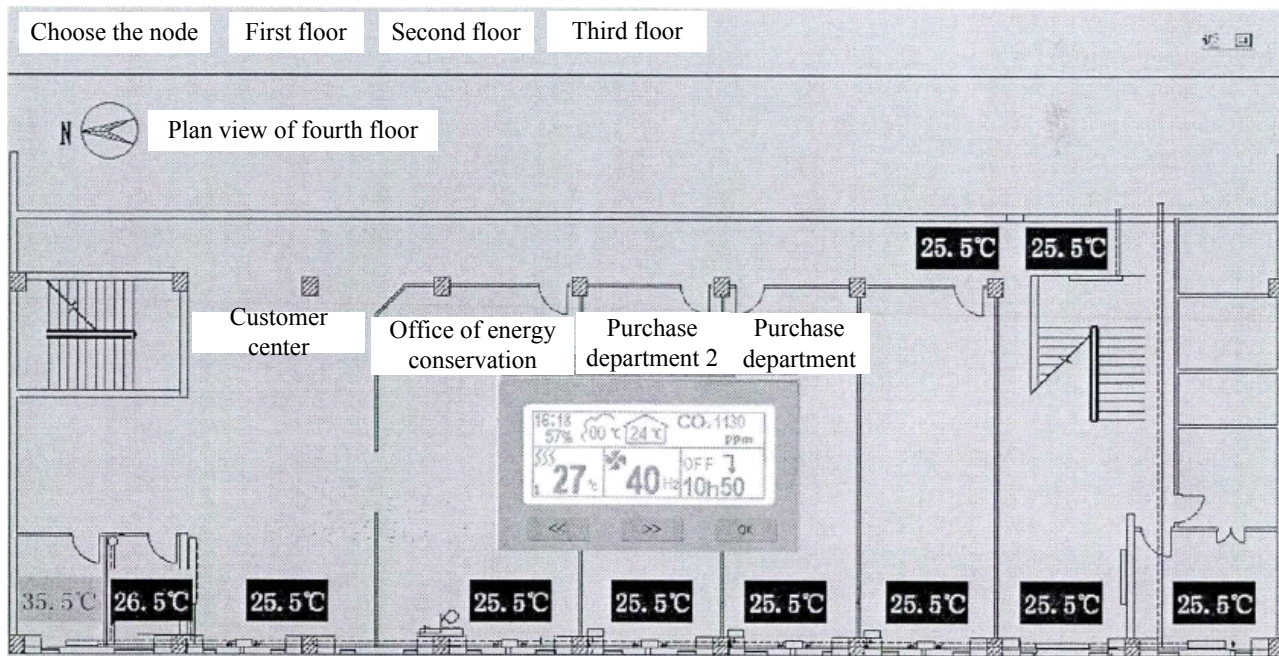 Choose the node
First floor
Second floor
Third floor
N
Plan view of fourth floor
25.5℃
25.5℃
Customer
center
Office of energy
conservation
Purchase
department 2
Purchase
department
16:18
57%
00 ℃
24 ℃
CO₂ 1130
ppm
27 ℃
40 Hz
OFF
10h50
<<
>>
OK
35.5℃
26.5℃
25.5℃
25.5℃
25.5℃
25.5℃
25.5℃
25.5℃
25.5℃